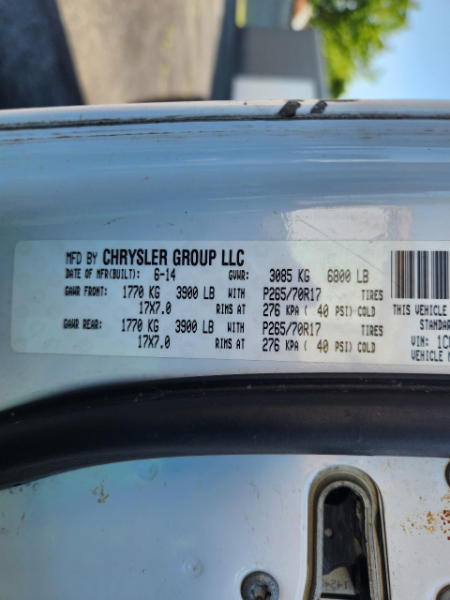 MFD BY CHRYSLER GROUP LLC
DATE OF MFR(BUILT): 6-14 GVWR: 3085 KG 6800 LB
GAWR FRONT: 1770 KG 3900 LB WITH P265/70R17 TIRES
17X7.0 RIMS AT 276 KPA ( 40 PSI) COLD
THIS VEHICLE
GAWR REAR: 1770 KG 3900 LB WITH P265/70R17 TIRES
STANDAR
17X7.0 RIMS AT 276 KPA ( 40 PSI) COLD
VIN: 1C
VEHICLE